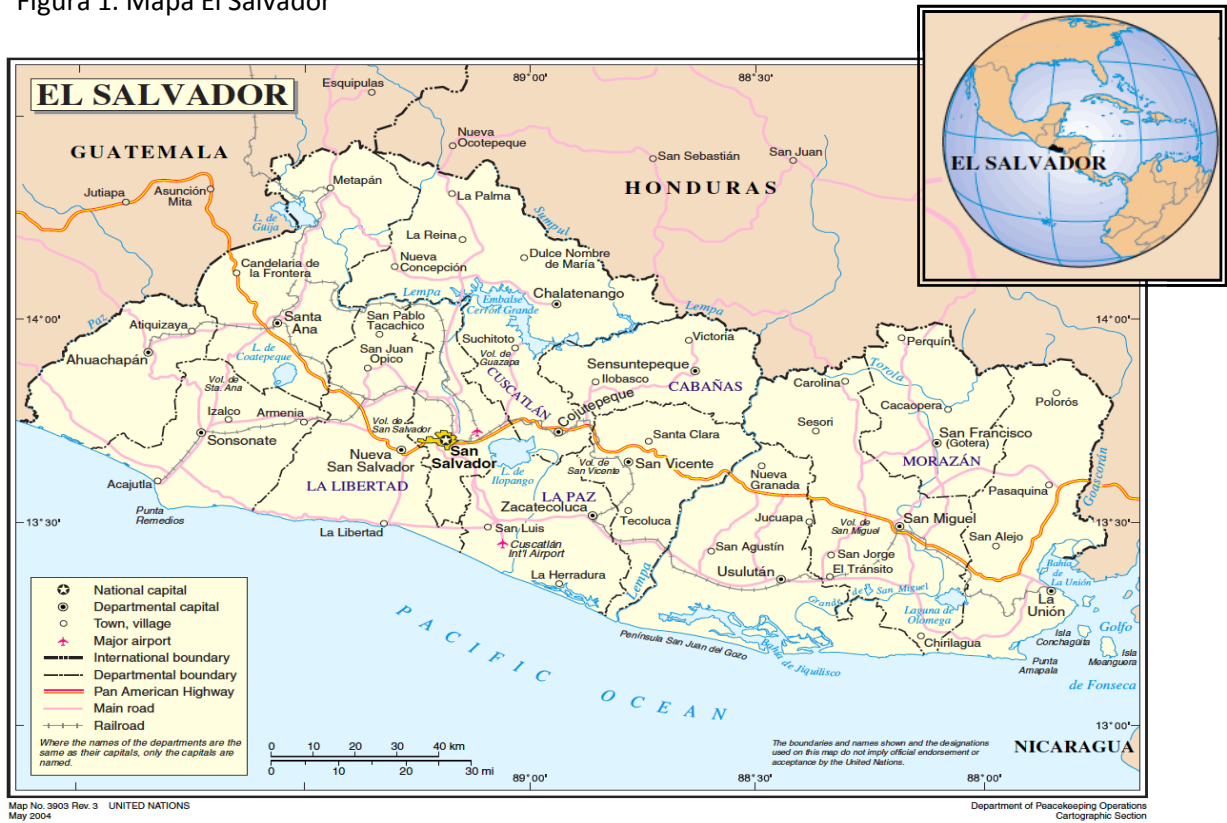 Figura 1. Mapa El Salvador
89°00'
88°30'
EL SALVADOR
Esquipulas
GUATEMALA
Nueva
Ocotepeque
San Sebastián
San Juan
HONDURAS
EL SALVADOR
Jutiapa
Asunción
Mita
Metapán
La Palma
L. de
Güija
Sumpul
La Reina
Candelaria de
la Frontera
Nueva
Concepción
Dulce Nombre
de María
Lempa
Embalse
Cerrón Grande
Chalatenango
Lempa
14°00'
14°00'
Paz
Atiquizaya
Santa
Ana
San Pablo
Tacachico
Suchitoto
Vol. de
Guazapa
Victoria
Perquín
Ahuachapán
L. de
Coatepeque
San Juan
Opico
Sensuntepeque
Ilobasco
CABAÑAS
Carolina
Torola
Cacaopera
Polorós
Vol. de
Sta. Ana
CUSCATLÁN
Cojutepeque
Izalco
Armenia
Vol. de
San Salvador
Sonsonate
San
Salvador
Santa Clara
Sesori
San Francisco
(Gotera)
MORAZÁN
Goascorán
Nueva
San Salvador
LA LIBERTAD
L. de
Ilopango
Vol. de
San Vicente
San Vicente
Nueva
Granada
Pasaquina
Acajutla
Punta
Remedios
LA PAZ
Zacatecoluca
Tecoluca
Jucuapa
Vol. de
San Miguel
San Miguel
13°30'
13°30'
La Libertad
San Luis
Cuscatlán
Int'l Airport
San Agustín
San Jorge
El Tránsito
San Alejo
La Herradura
Lempa
Usulután
Grande de San Miguel
Laguna de
Olomega
Bahía
de
La Unión
La
Unión
Península San Juan del Gozo
Bahía de Jiquilisco
Chirilagua
Isla
Conchagüita
Golfo
Isla
Meanguera
Punta
Amapala
de Fonseca
PACIFIC OCEAN
National capital
Departmental capital
Town, village
Major airport
International boundary
Departmental boundary
Pan American Highway
Main road
Railroad
Where the names of the departments are the
same as their capitals, only the capitals are
named.
0 10 20 30 40 km
0 10 20 30 mi
The boundaries and names shown and the designations
used on this map do not imply official endorsement or
acceptance by the United Nations.
13°00'
NICARAGUA
89°00'
88°30'
88°00'
Map No. 3903 Rev. 3 UNITED NATIONS
May 2004
Department of Peacekeeping Operations
Cartographic Section